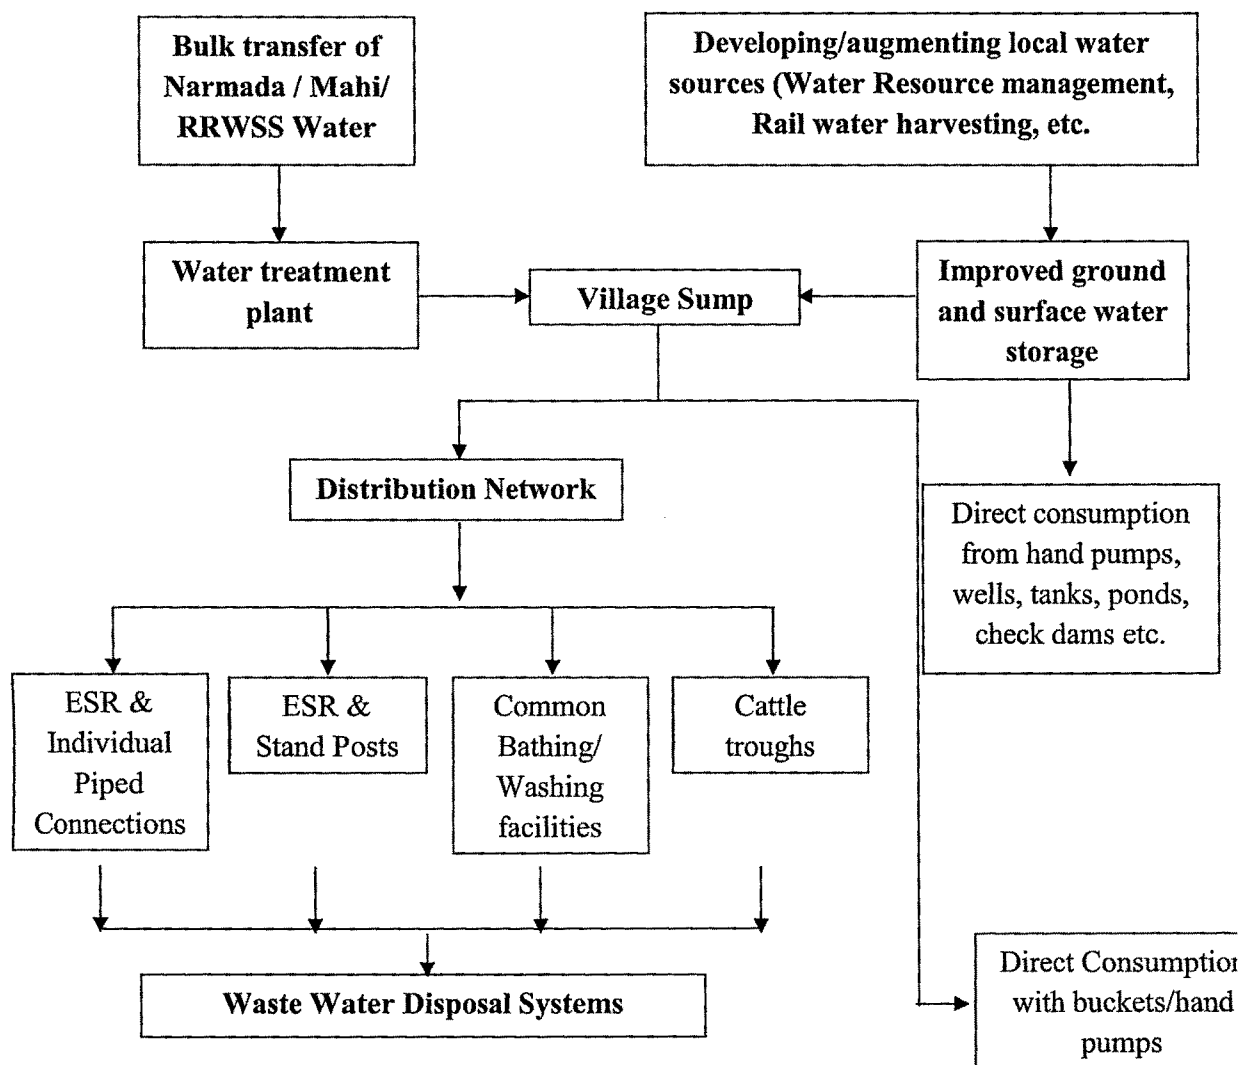 Bulk transfer of
Narmada / Mahi/
RRWSS Water
Developing/augmenting local water
sources (Water Resource management,
Rail water harvesting, etc.
Water treatment
plant
Village Sump
Improved ground
and surface water
storage
Distribution Network
Direct consumption
from hand pumps,
wells, tanks, ponds,
check dams etc.
ESR &
Individual
Piped
Connections
ESR &
Stand Posts
Common
Bathing/
Washing
facilities
Cattle
troughs
Waste Water Disposal Systems
Direct Consumption
with buckets/hand
pumps